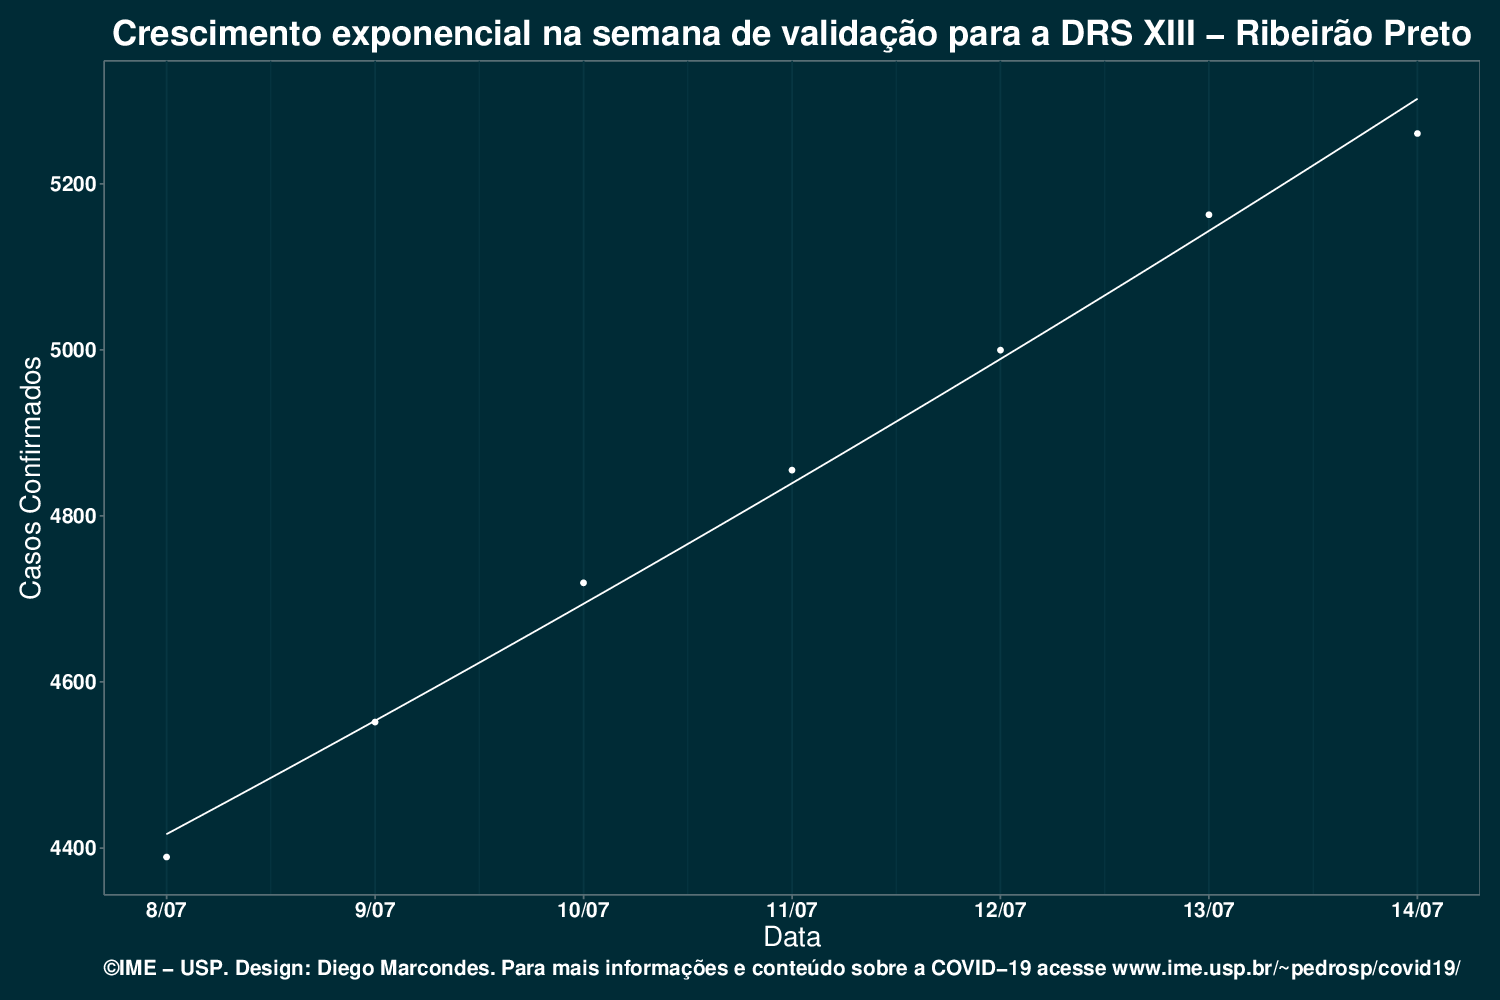 Crescimento exponencial na semana de validação para a DRS XIII – Ribeirão Preto
Casos Confirmados
5200
5000
4800
4600
4400
8/07 9/07 10/07 11/07 12/07 13/07 14/07
Data
©IME – USP. Design: Diego Marcondes. Para mais informações e conteúdo sobre a COVID–19 acesse www.ime.usp.br/~pedrosp/covid19/